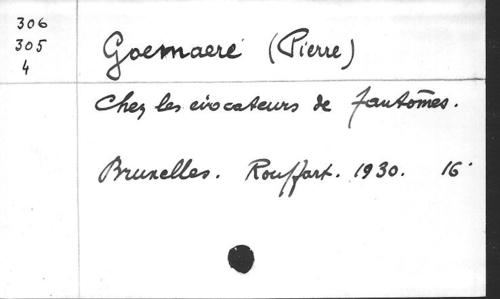 306
305
4
Goemaere (Pierre)
Chez les évocateurs de fantômes.
Bruxelles. Rouffart. 1930. 16°